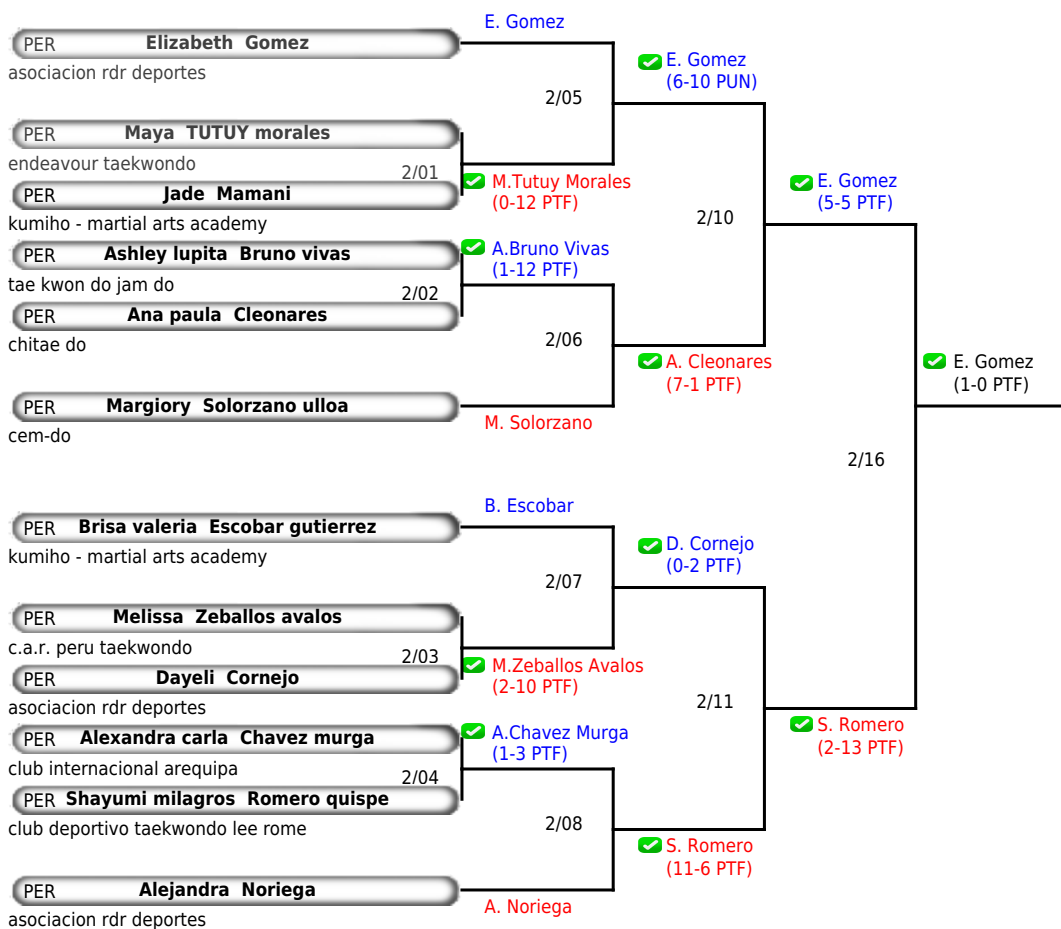 E. Gomez
PER Elizabeth Gomez
asociacion rdr deportes
E. Gomez
(6-10 PUN)
2/05
PER Maya TUTUY morales
endeavour taekwondo
2/01
M.Tutuy Morales
(0-12 PTF)
PER Jade Mamani
kumiho - martial arts academy
E. Gomez
(5-5 PTF)
2/10
PER Ashley lupita Bruno vivas
tae kwon do jam do
A.Bruno Vivas
(1-12 PTF)
2/02
PER Ana paula Cleonares
chitae do
2/06
A. Cleonares
(7-1 PTF)
E. Gomez
(1-0 PTF)
PER Margiory Solorzano ulloa
cem-do
M. Solorzano
2/16
B. Escobar
PER Brisa valeria Escobar gutierrez
kumiho - martial arts academy
D. Cornejo
(0-2 PTF)
2/07
PER Melissa Zeballos avalos
c.a.r. peru taekwondo
2/03
M.Zeballos Avalos
(2-10 PTF)
PER Dayeli Cornejo
asociacion rdr deportes
2/11
S. Romero
(2-13 PTF)
PER Alexandra carla Chavez murga
club internacional arequipa
A.Chavez Murga
(1-3 PTF)
2/04
PER Shayumi milagros Romero quispe
club deportivo taekwondo lee rome
2/08
S. Romero
(11-6 PTF)
PER Alejandra Noriega
asociacion rdr deportes
A. Noriega